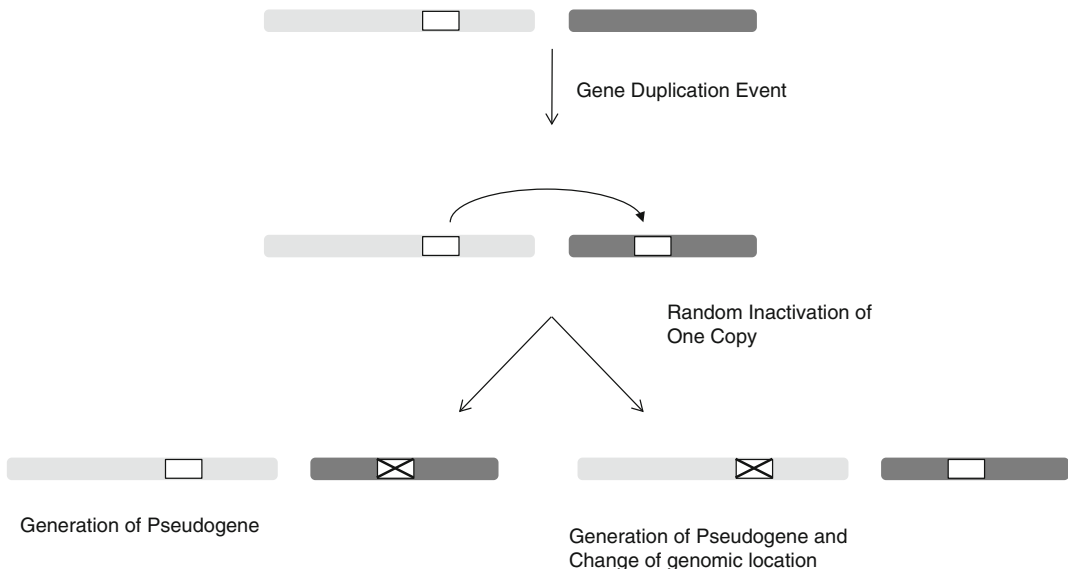 Gene Duplication Event
Random Inactivation of
One Copy
Generation of Pseudogene
Generation of Pseudogene and
Change of genomic location